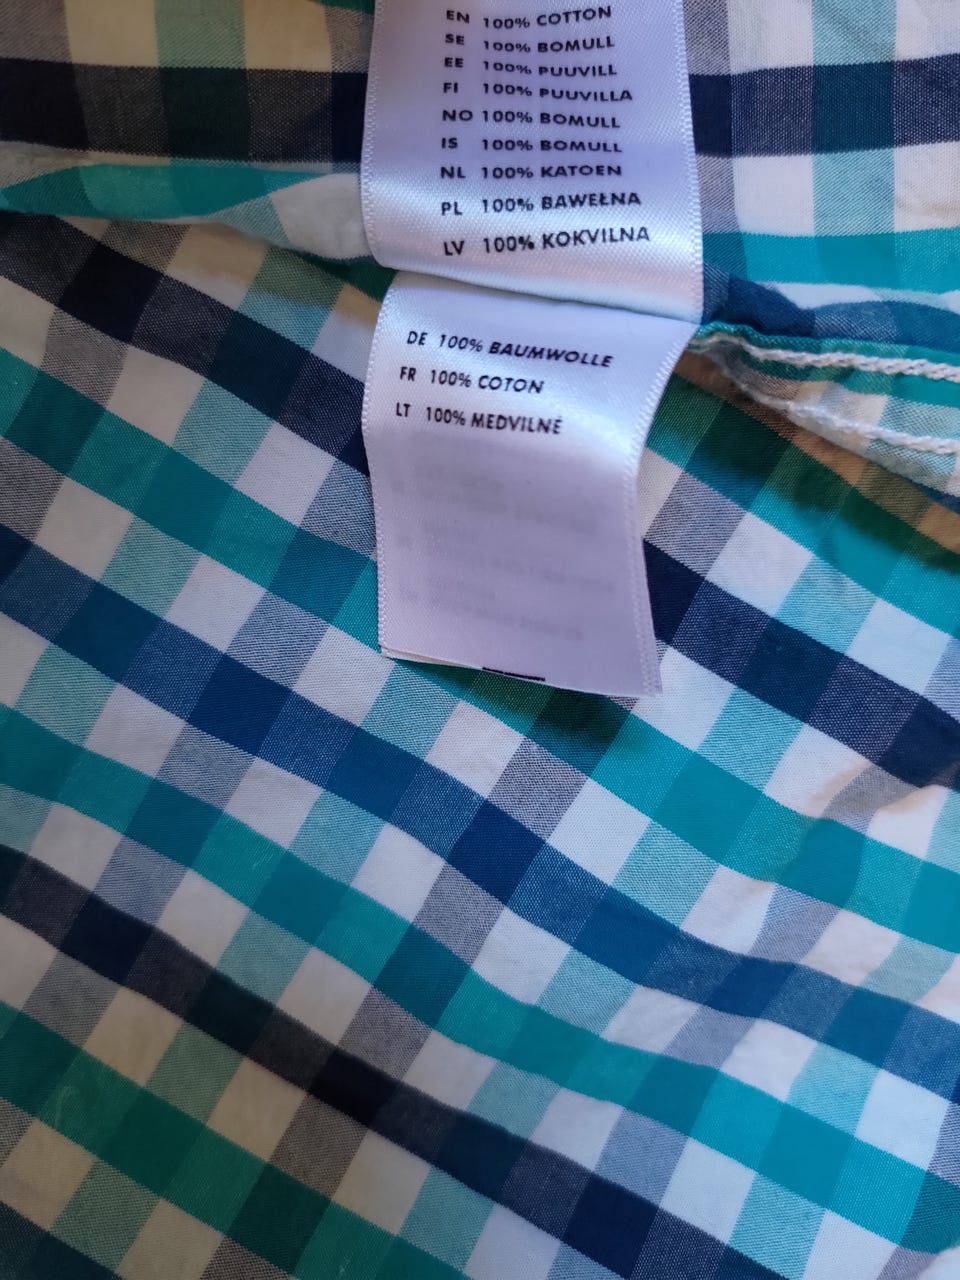 EN 100% COTTON
SE 100% BOMULL
EE 100% PUUVILL
FI 100% PUUVILLA
NO 100% BOMULL
IS 100% BOMULL
NL 100% KATOEN
PL 100% BAWEŁNA
LV 100% KOKVILNA
DE 100% BAUMWOLLE
FR 100% COTON
LT 100% MEDVILNĖ